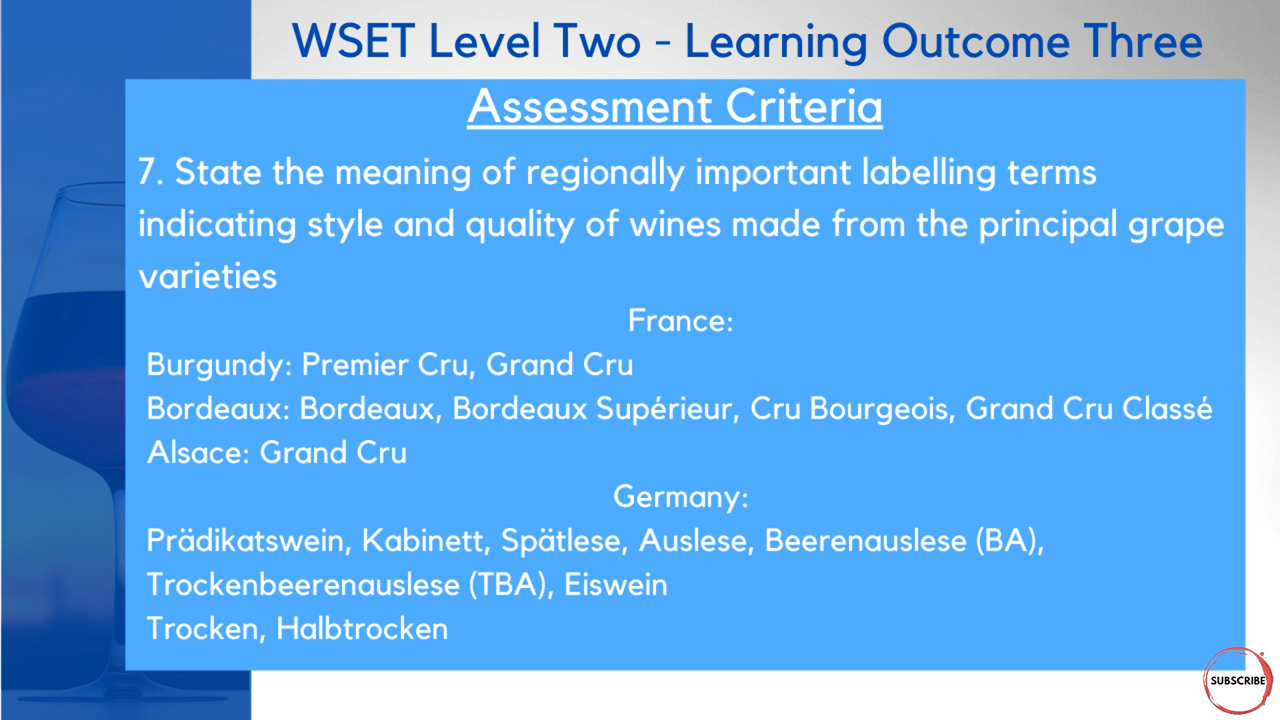 WSET Level Two - Learning Outcome Three
Assessment Criteria
7. State the meaning of regionally important labelling terms
indicating style and quality of wines made from the principal grape
varieties
France:
Burgundy: Premier Cru, Grand Cru
Bordeaux: Bordeaux, Bordeaux Supérieur, Cru Bourgeois, Grand Cru Classé
Alsace: Grand Cru
Germany:
Prädikatswein, Kabinett, Spätlese, Auslese, Beerenauslese (BA),
Trockenbeerenauslese (TBA), Eiswein
Trocken, Halbtrocken
SUBSCRIBE